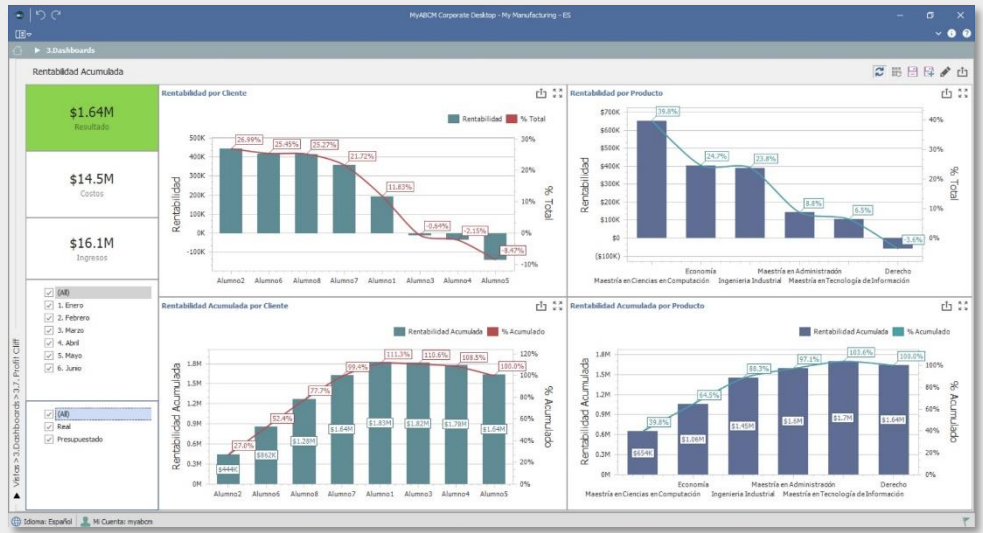 MyABCM Corporate Desktop - My Manufacturing - ES
3.Dashboards
Rentabilidad Acumulada
$1.64M
Resultado
$14.5M
Costos
$16.1M
Ingresos
(All)
1. Enero
2. Febrero
3. Marzo
4. Abril
5. Mayo
6. Junio
(All)
Real
Presupuestado
Vistas > 3.Dashboards > 3.7. Profit Cliff
Rentabilidad por Cliente
Rentabilidad
% Total
Rentabilidad
500K
400K
300K
200K
100K
0K
-100K
26.99%
25.45%
25.27%
21.72%
11.83%
-0.64%
-2.15%
-8.47%
30%
20%
10%
0%
-10%
% Total
Alumno2 Alumno6 Alumno8 Alumno7 Alumno1 Alumno3 Alumno4 Alumno5
Rentabilidad por Producto
Rentabilidad
$700K
$600K
$500K
$400K
$300K
$200K
$100K
$0
($100K)
39.8%
24.7%
23.8%
8.8%
6.5%
-3.6%
40%
30%
20%
10%
0%
% Total
Economía Maestría en Administración Derecho
Maestría en Ciencias en Computación Ingenieria Industrial Maestría en Tecnología de Información
Rentabilidad Acumulada por Cliente
Rentabilidad Acumulada
% Acumulado
Rentabilidad Acumulada
1.8M
1.5M
1.2M
0.9M
0.6M
0.3M
0M
27.0%
52.4%
77.7%
99.4%
111.3%
110.6%
108.5%
100.0%
$444K
$862K
$1.28M
$1.64M
$1.83M
$1.82M
$1.78M
$1.64M
120%
100%
80%
60%
40%
20%
0%
% Acumulado
Alumno2 Alumno6 Alumno8 Alumno7 Alumno1 Alumno3 Alumno4 Alumno5
Rentabilidad Acumulada por Producto
Rentabilidad Acumulada
% Acumulado
Rentabilidad Acumulada
1.8M
1.5M
1.2M
0.9M
0.6M
0.3M
0M
39.8%
64.5%
88.3%
97.1%
103.6%
100.0%
$654K
$1.06M
$1.45M
$1.6M
$1.7M
$1.64M
100%
80%
60%
40%
20%
0%
% Acumulado
Economía Maestría en Administración Derecho
Maestría en Ciencias en Computación Ingenieria Industrial Maestría en Tecnología de Información
Idioma: Español
Mi Cuenta: myabcm